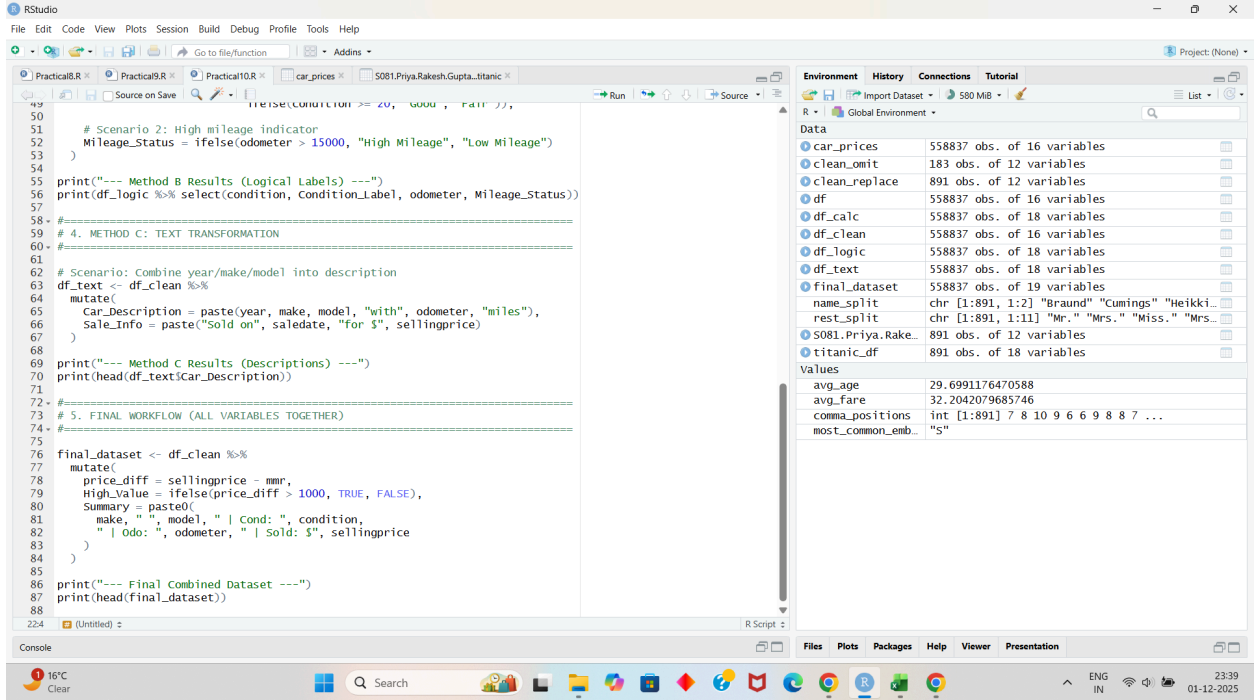 RStudio
File Edit Code View Plots Session Build Debug Profile Tools Help
Go to file/function Addins Project: (None)
Practical8.R Practical9.R Practical10.R car_prices S081.Priya.Rakesh.Gupta...titanic
Source on Save Run Source
49 ifelse(condition >= 20, "Good", "Fair")),
50
51 # Scenario 2: High mileage indicator
52 Mileage_Status = ifelse(odometer > 15000, "High Mileage", "Low Mileage")
53 )
54
55 print("--- Method B Results (Logical Labels) ---")
56 print(df_logic %>% select(condition, Condition_Label, odometer, Mileage_Status))
57
58 #==============================================================================
59 # 4. METHOD C: TEXT TRANSFORMATION
60 #==============================================================================
61
62 # Scenario: Combine year/make/model into description
63 df_text <- df_clean %>%
64 mutate(
65 Car_Description = paste(year, make, model, "with", odometer, "miles"),
66 Sale_Info = paste("Sold on", saledate, "for $", sellingprice)
67 )
68
69 print("--- Method C Results (Descriptions) ---")
70 print(head(df_text$Car_Description))
71
72 #==============================================================================
73 # 5. FINAL WORKFLOW (ALL VARIABLES TOGETHER)
74 #==============================================================================
75
76 final_dataset <- df_clean %>%
77 mutate(
78 price_diff = sellingprice - mmr,
79 High_Value = ifelse(price_diff > 1000, TRUE, FALSE),
80 Summary = paste0(
81 make, " ", model, " | Cond: ", condition,
82 " | Odo: ", odometer, " | Sold: $", sellingprice
83 )
84 )
85
86 print("--- Final Combined Dataset ---")
87 print(head(final_dataset))
88
22:4 (Untitled) R Script
Console
Environment History Connections Tutorial
Import Dataset 580 MiB List
R Global Environment
Data
car_prices 558837 obs. of 16 variables
clean_omit 183 obs. of 12 variables
clean_replace 891 obs. of 12 variables
df 558837 obs. of 16 variables
df_calc 558837 obs. of 18 variables
df_clean 558837 obs. of 16 variables
df_logic 558837 obs. of 18 variables
df_text 558837 obs. of 18 variables
final_dataset 558837 obs. of 19 variables
name_split chr [1:891, 1:2] "Braund" "Cumings" "Heikki...
rest_split chr [1:891, 1:11] "Mr." "Mrs." "Miss." "Mrs...
S081.Priya.Rake... 891 obs. of 12 variables
titanic_df 891 obs. of 18 variables
Values
avg_age 29.6991176470588
avg_fare 32.2042079685746
comma_positions int [1:891] 7 8 10 9 6 6 9 8 8 7 ...
most_common_emb... "S"
Files Plots Packages Help Viewer Presentation
1
16°C
Clear
Search
ENG
IN
23:39
01-12-2025